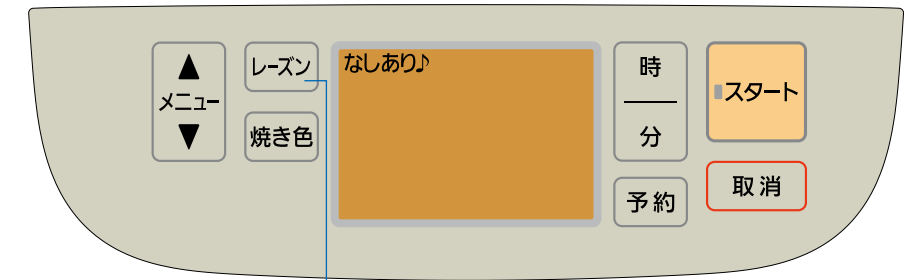 ▲
メニュー
▼
レーズン
焼き色
なしあり♪
時
分
予約
スタート
取消